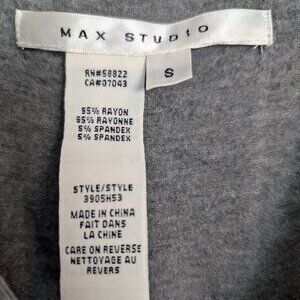 MAX STUDIO
S
RN#58822
CA#07043
95% RAYON
95% RAYONNE
5% SPANDEX
5% SPANDEX
STYLE/STYLE
3905H53
MADE IN CHINA
FAIT DANS
LA CHINE
CARE ON REVERSE
NETTOYAGE AU
REVERS